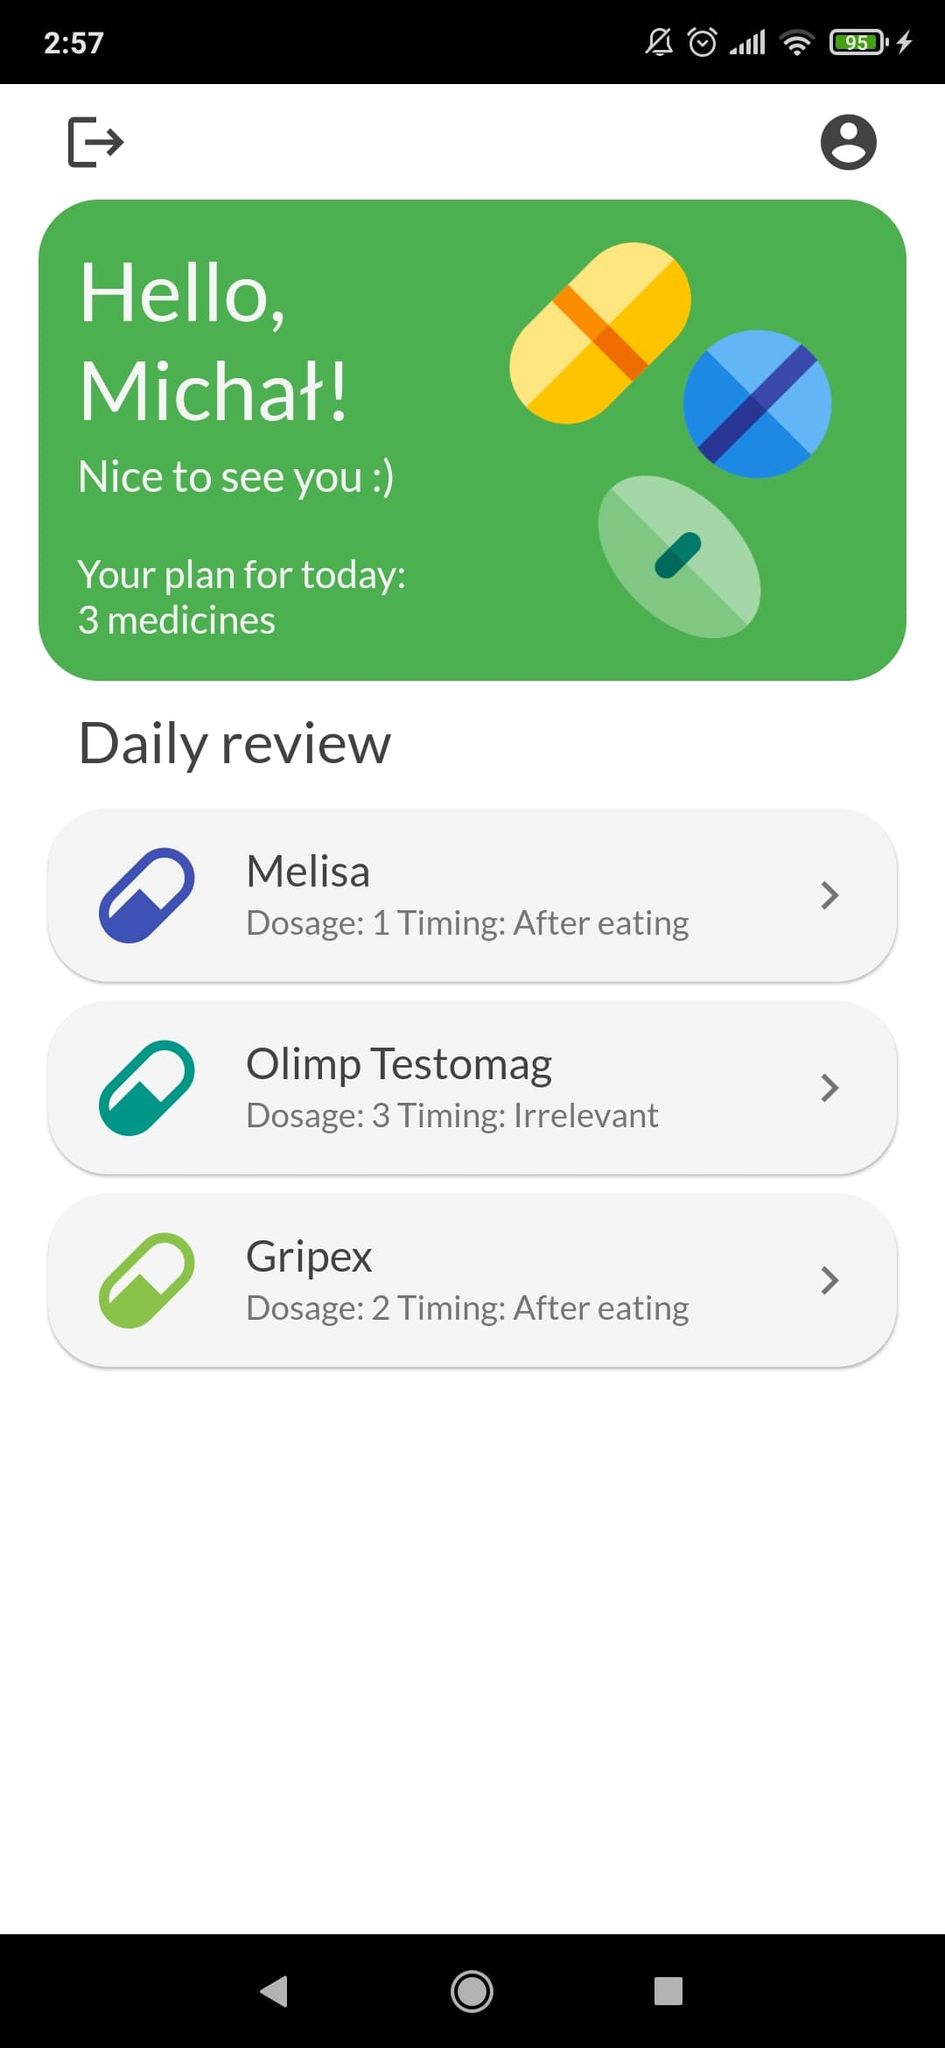 2:57
95
Hello,
Michał!
Nice to see you :)
Your plan for today:
3 medicines
Daily review
Melisa
Dosage: 1 Timing: After eating
Olimp Testomag
Dosage: 3 Timing: Irrelevant
Gripex
Dosage: 2 Timing: After eating